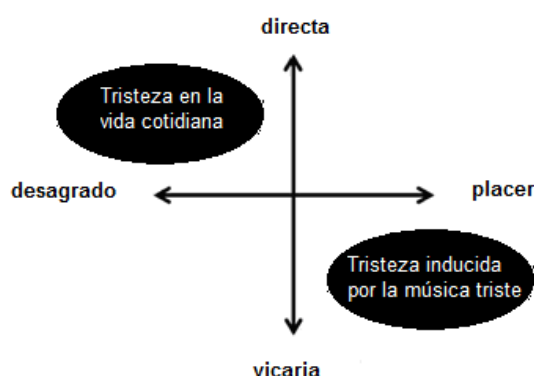 directa
Tristeza en la
vida cotidiana
desagrado
placer
Tristeza inducida
por la música triste
vicaria